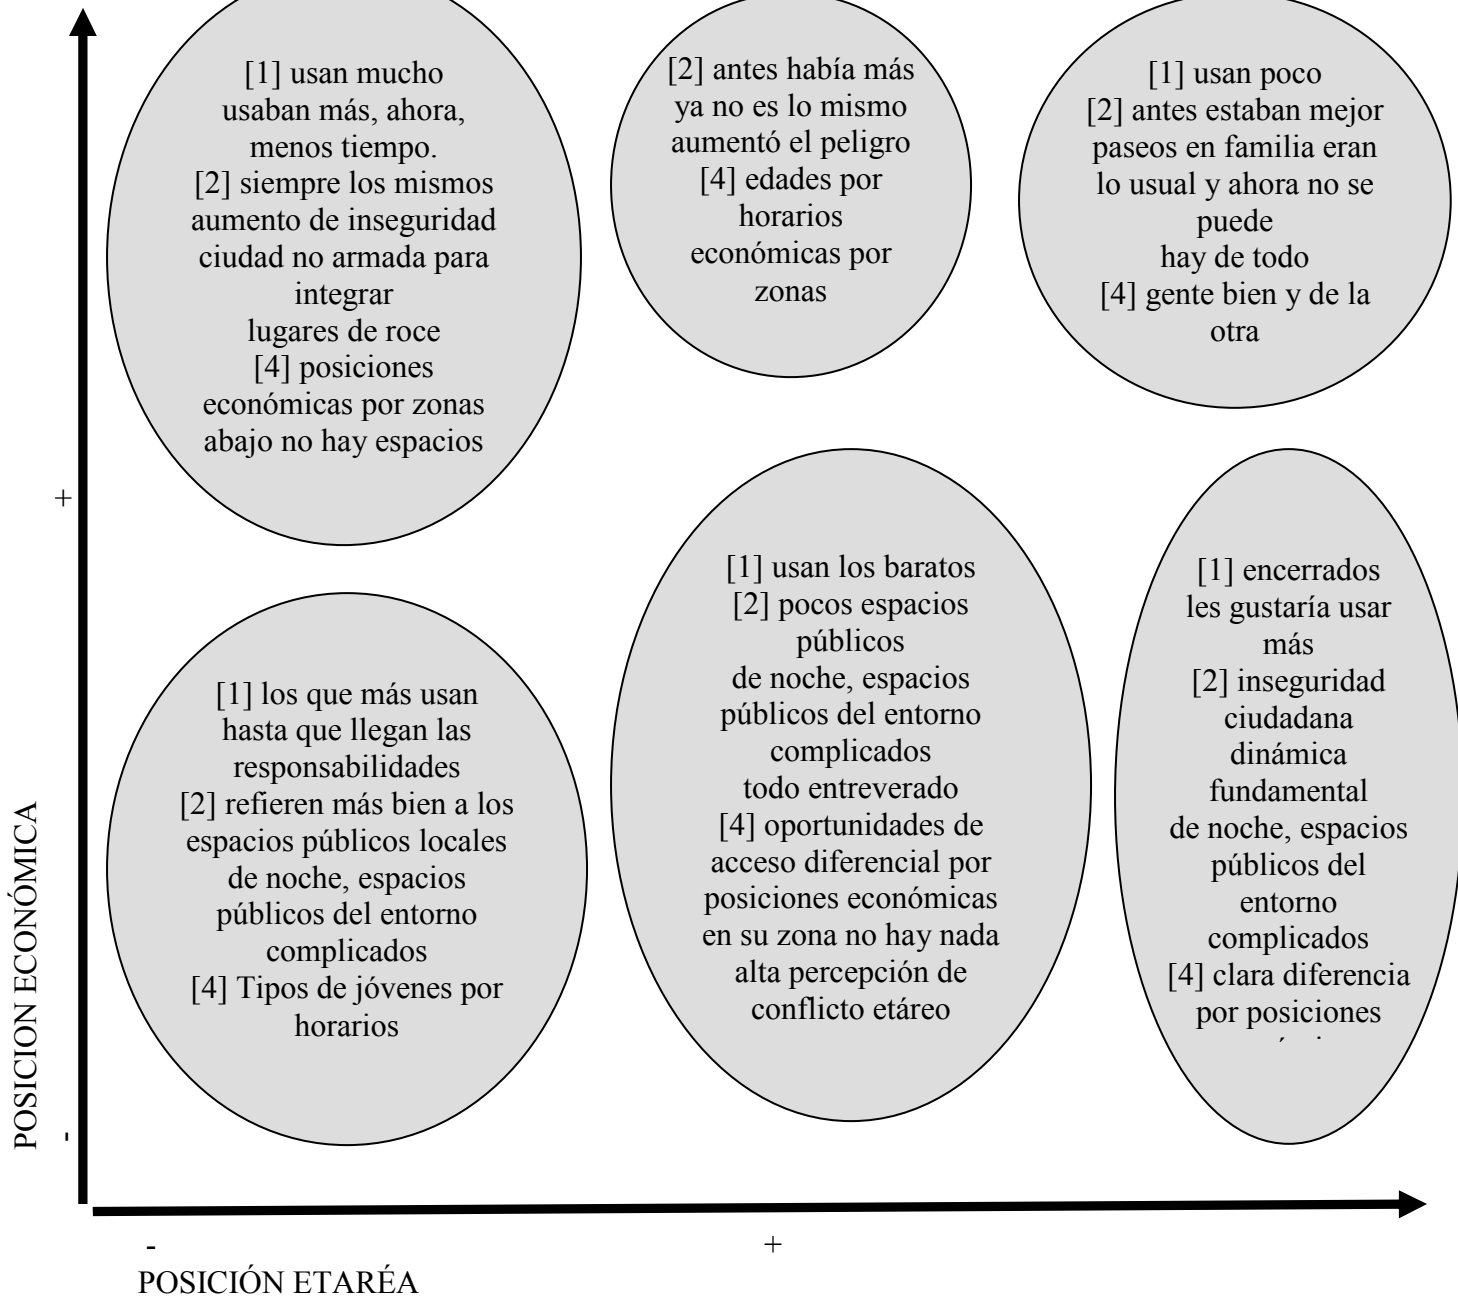 [1] usan mucho
usaban más, ahora,
menos tiempo.
[2] siempre los mismos
aumento de inseguridad
ciudad no armada para
integrar
lugares de roce
[4] posiciones
económicas por zonas
abajo no hay espacios
[2] antes había más
ya no es lo mismo
aumentó el peligro
[4] edades por
horarios
económicas por
zonas
[1] usan poco
[2] antes estaban mejor
paseos en familia eran
lo usual y ahora no se
puede
hay de todo
[4] gente bien y de la
otra
+
[1] los que más usan
hasta que llegan las
responsabilidades
[2] refieren más bien a los
espacios públicos locales
de noche, espacios
públicos del entorno
complicados
[4] Tipos de jóvenes por
horarios
[1] usan los baratos
[2] pocos espacios
públicos
de noche, espacios
públicos del entorno
complicados
todo entreverado
[4] oportunidades de
acceso diferencial por
posiciones económicas
en su zona no hay nada
alta percepción de
conflicto etáreo
[1] encerrados
les gustaría usar
más
[2] inseguridad
ciudadana
dinámica
fundamental
de noche, espacios
públicos del
entorno
complicados
[4] clara diferencia
por posiciones
POSICION ECONÓMICA
-
- +
POSICIÓN ETARÉA